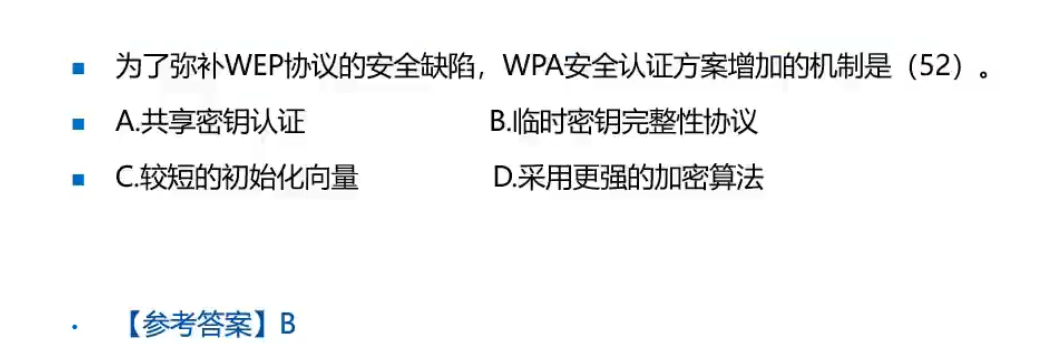 ■ 为了弥补WEP协议的安全缺陷，WPA安全认证方案增加的机制是（52）。
■ A.共享密钥认证 B.临时密钥完整性协议
■ C.较短的初始化向量 D.采用更强的加密算法
• 【参考答案】B